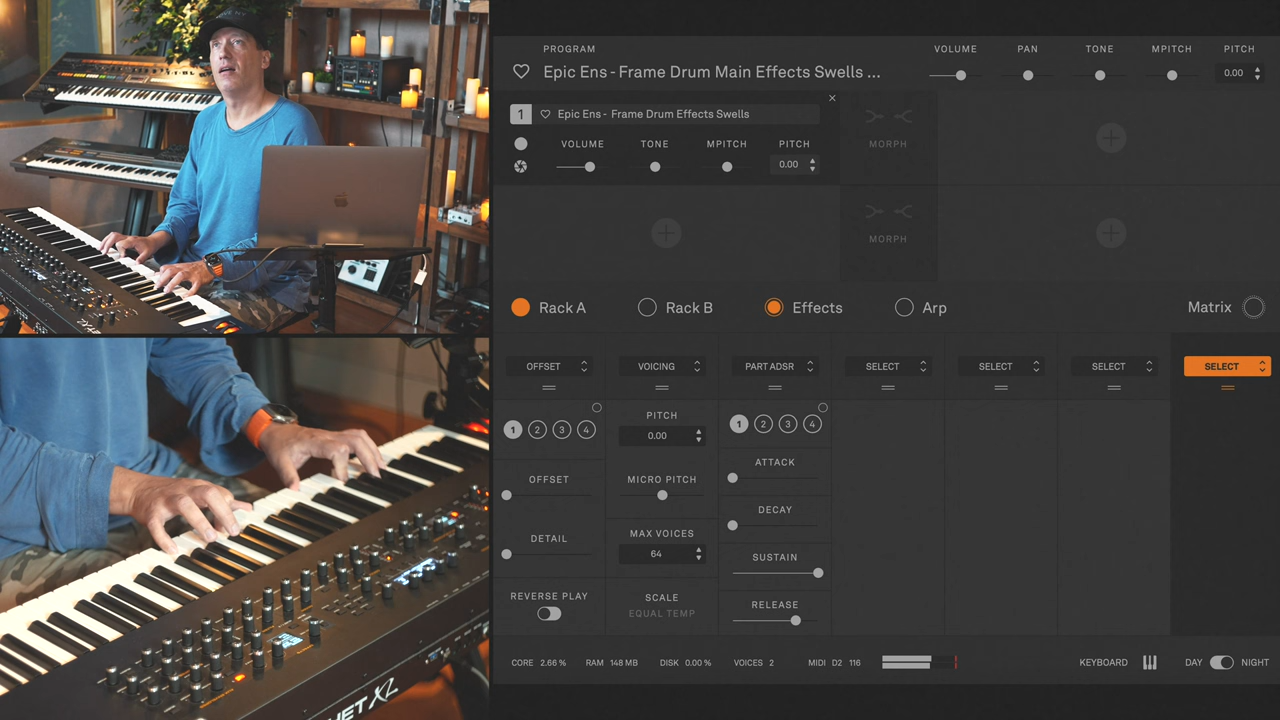 PROGRAM
Epic Ens - Frame Drum Main Effects Swells ...
VOLUME PAN TONE MPITCH PITCH
0.00
1 Epic Ens - Frame Drum Effects Swells
VOLUME TONE MPITCH PITCH
0.00
MORPH
MORPH
Rack A Rack B Effects Arp Matrix
OFFSET VOICING PART ADSR SELECT SELECT SELECT SELECT
1 2 3 4
OFFSET
DETAIL
REVERSE PLAY
PITCH
0.00
MICRO PITCH
MAX VOICES
64
SCALE
EQUAL TEMP
1 2 3 4
ATTACK
DECAY
SUSTAIN
RELEASE
CORE 2.66 % RAM 148 MB DISK 0.00 % VOICES 2 MIDI D2 116 KEYBOARD DAY NIGHT